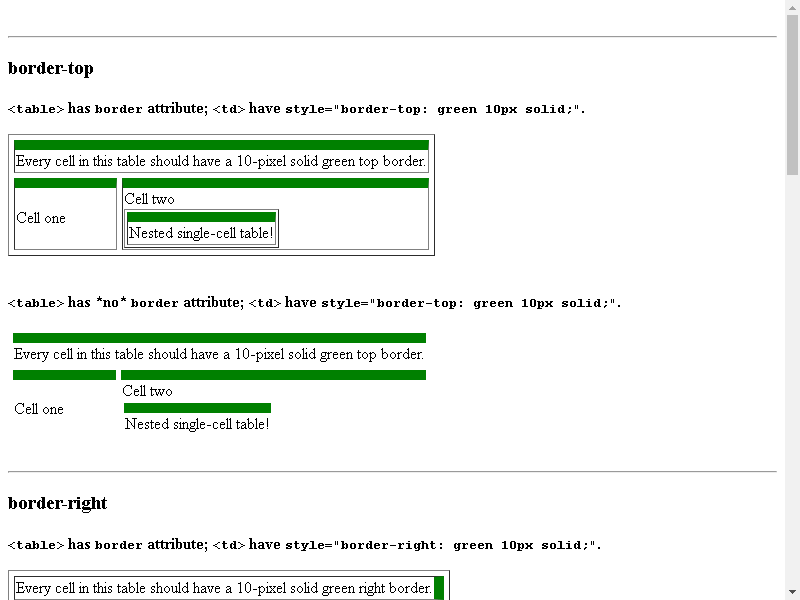 border-top
<table> has border attribute; <td> have style="border-top: green 10px solid;".
Every cell in this table should have a 10-pixel solid green top border.
Cell one
Cell two
Nested single-cell table!
<table> has *no* border attribute; <td> have style="border-top: green 10px solid;".
Every cell in this table should have a 10-pixel solid green top border.
Cell one
Cell two
Nested single-cell table!
border-right
<table> has border attribute; <td> have style="border-right: green 10px solid;".
Every cell in this table should have a 10-pixel solid green right border.